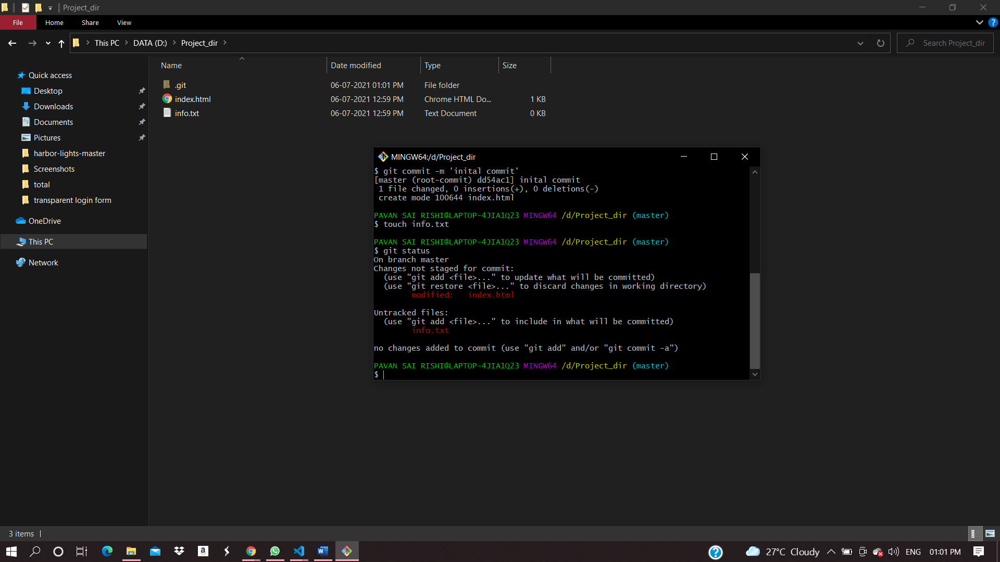 Project_dir
File Home Share View
This PC DATA (D:) Project_dir
Search Project_dir
Name Date modified Type Size
.git 06-07-2021 01:01 PM File folder
index.html 06-07-2021 12:59 PM Chrome HTML Do... 1 KB
info.txt 06-07-2021 12:59 PM Text Document 0 KB
Quick access
Desktop
Downloads
Documents
Pictures
harbor-lights-master
Screenshots
total
transparent login form
OneDrive
This PC
Network
MINGW64:/d/Project_dir
$ git commit -m 'inital commit'
[master (root-commit) dd54ac1] inital commit
1 file changed, 0 insertions(+), 0 deletions(-)
create mode 100644 index.html
PAVAN SAI RISHI@LAPTOP-4JIA1Q23 MINGW64 /d/Project_dir (master)
$ touch info.txt
PAVAN SAI RISHI@LAPTOP-4JIA1Q23 MINGW64 /d/Project_dir (master)
$ git status
On branch master
Changes not staged for commit:
(use "git add <file>..." to update what will be committed)
(use "git restore <file>..." to discard changes in working directory)
modified: index.html
Untracked files:
(use "git add <file>..." to include in what will be committed)
info.txt
no changes added to commit (use "git add" and/or "git commit -a")
PAVAN SAI RISHI@LAPTOP-4JIA1Q23 MINGW64 /d/Project_dir (master)
$
3 items
27°C Cloudy ENG 01:01 PM